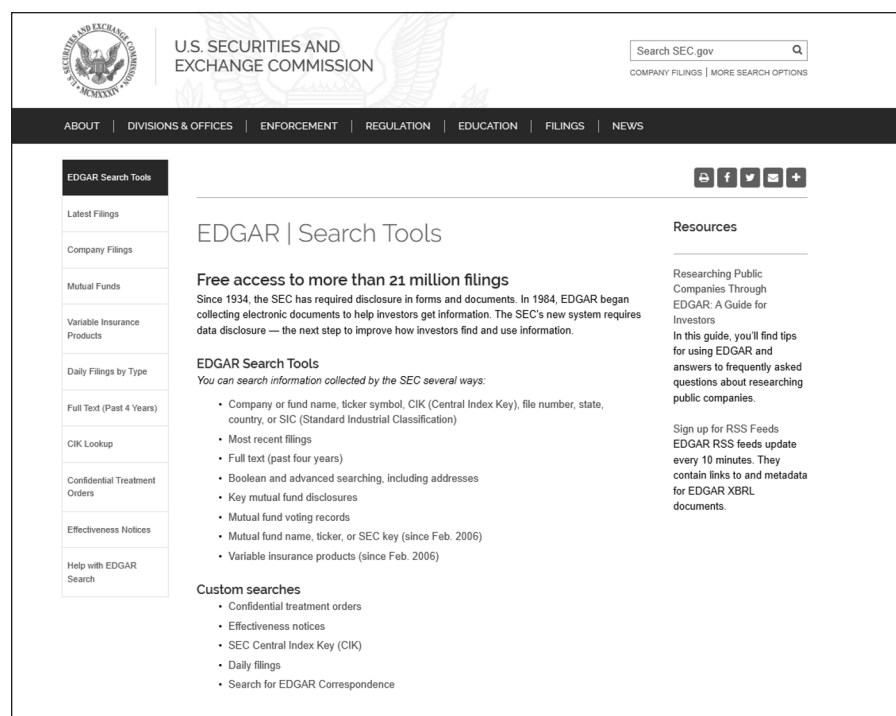 U.S. SECURITIES AND EXCHANGE COMMISSION
MCMXXXIV
U.S. SECURITIES AND
EXCHANGE COMMISSION
Search SEC.gov
COMPANY FILINGS | MORE SEARCH OPTIONS
ABOUT | DIVISIONS & OFFICES | ENFORCEMENT | REGULATION | EDUCATION | FILINGS | NEWS
EDGAR Search Tools
Latest Filings
Company Filings
Mutual Funds
Variable Insurance
Products
Daily Filings by Type
Full Text (Past 4 Years)
CIK Lookup
Confidential Treatment
Orders
Effectiveness Notices
Help with EDGAR
Search
EDGAR | Search Tools
Free access to more than 21 million filings
Since 1934, the SEC has required disclosure in forms and documents. In 1984, EDGAR began
collecting electronic documents to help investors get information. The SEC's new system requires
data disclosure — the next step to improve how investors find and use information.
EDGAR Search Tools
You can search information collected by the SEC several ways:
• Company or fund name, ticker symbol, CIK (Central Index Key), file number, state,
country, or SIC (Standard Industrial Classification)
• Most recent filings
• Full text (past four years)
• Boolean and advanced searching, including addresses
• Key mutual fund disclosures
• Mutual fund voting records
• Mutual fund name, ticker, or SEC key (since Feb. 2006)
• Variable insurance products (since Feb. 2006)
Custom searches
• Confidential treatment orders
• Effectiveness notices
• SEC Central Index Key (CIK)
• Daily filings
• Search for EDGAR Correspondence
Resources
Researching Public
Companies Through
EDGAR: A Guide for
Investors
In this guide, you'll find tips
for using EDGAR and
answers to frequently asked
questions about researching
public companies.
Sign up for RSS Feeds
EDGAR RSS feeds update
every 10 minutes. They
contain links to and metadata
for EDGAR XBRL
documents.